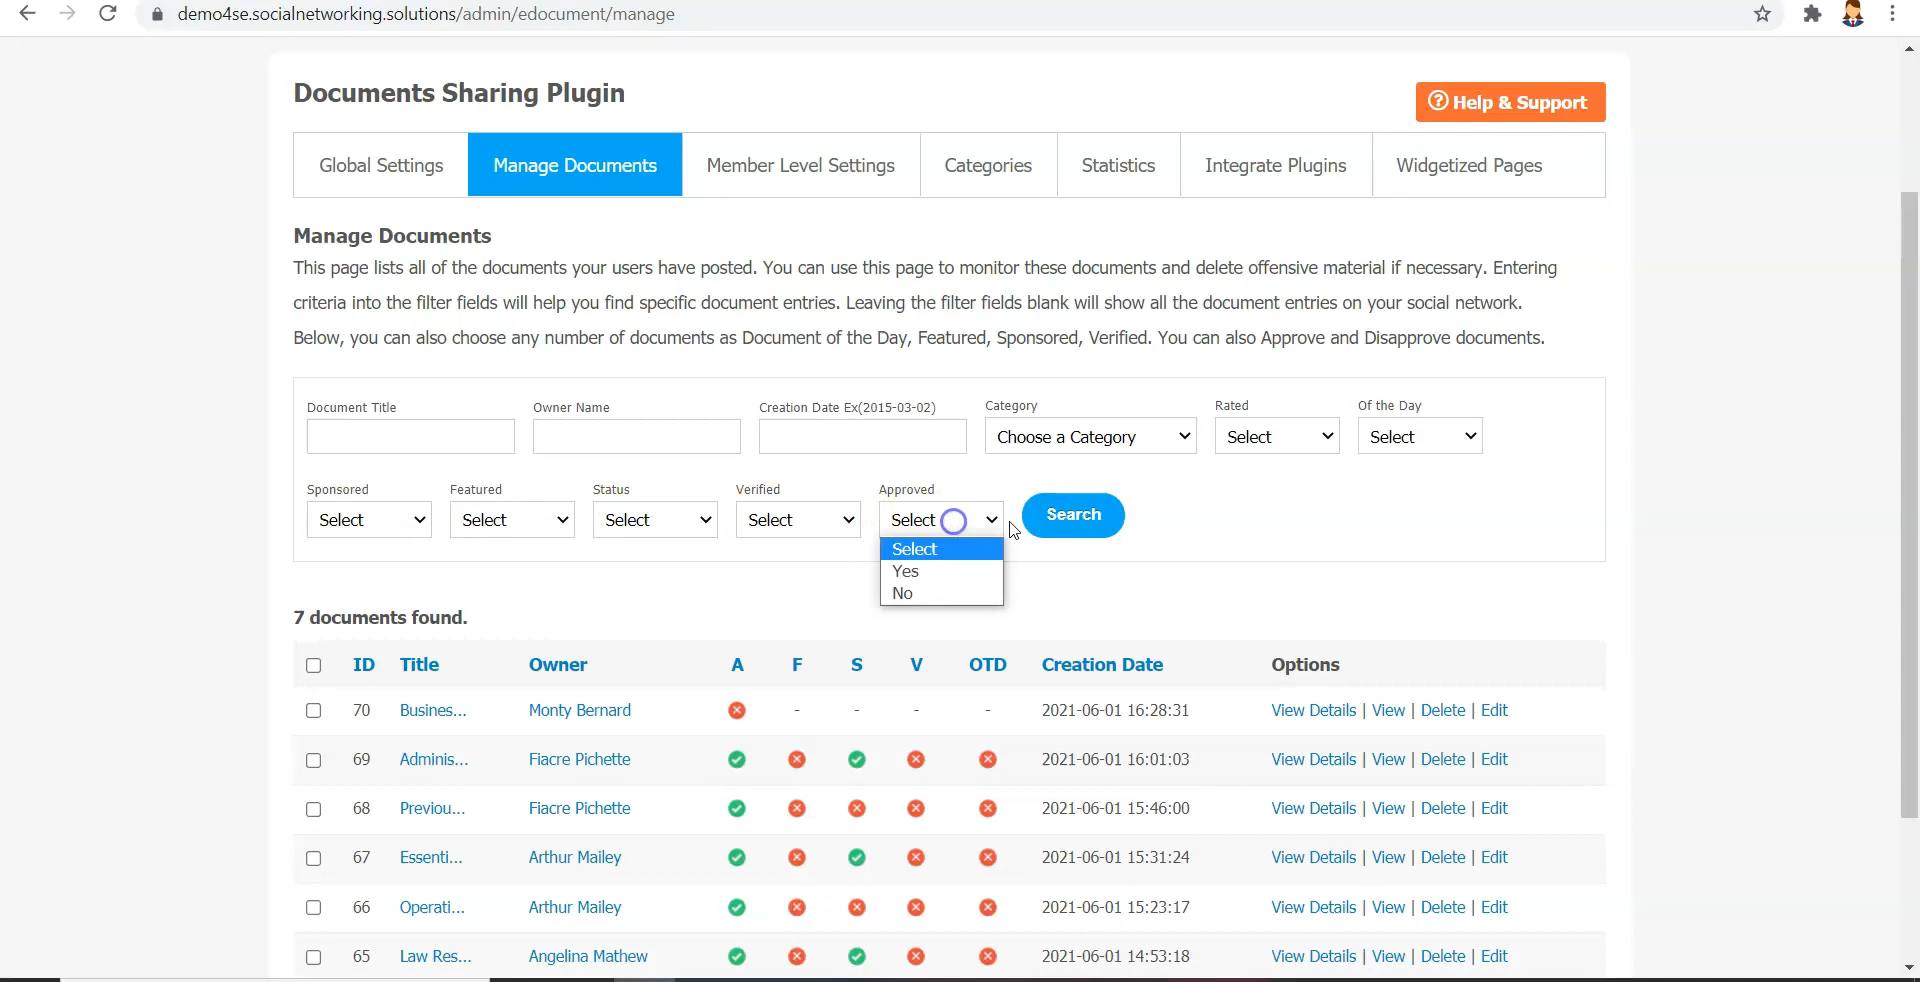 demo4se.socialnetworking.solutions/admin/edocument/manage
Documents Sharing Plugin
Help & Support
Global Settings
Manage Documents
Member Level Settings
Categories
Statistics
Integrate Plugins
Widgetized Pages
Manage Documents
This page lists all of the documents your users have posted. You can use this page to monitor these documents and delete offensive material if necessary. Entering
criteria into the filter fields will help you find specific document entries. Leaving the filter fields blank will show all the document entries on your social network.
Below, you can also choose any number of documents as Document of the Day, Featured, Sponsored, Verified. You can also Approve and Disapprove documents.
Document Title
Owner Name
Creation Date Ex(2015-03-02)
Category
Rated
Of the Day
Choose a Category
Select
Select
Sponsored
Featured
Status
Verified
Approved
Select
Select
Select
Select
Select
Search
Select
Yes
No
7 documents found.
ID Title Owner A F S V OTD Creation Date Options
70 Busines... Monty Bernard - - - - 2021-06-01 16:28:31 View Details | View | Delete | Edit
69 Adminis... Fiacre Pichette 2021-06-01 16:01:03 View Details | View | Delete | Edit
68 Previou... Fiacre Pichette 2021-06-01 15:46:00 View Details | View | Delete | Edit
67 Essenti... Arthur Mailey 2021-06-01 15:31:24 View Details | View | Delete | Edit
66 Operati... Arthur Mailey 2021-06-01 15:23:17 View Details | View | Delete | Edit
65 Law Res... Angelina Mathew 2021-06-01 14:53:18 View Details | View | Delete | Edit